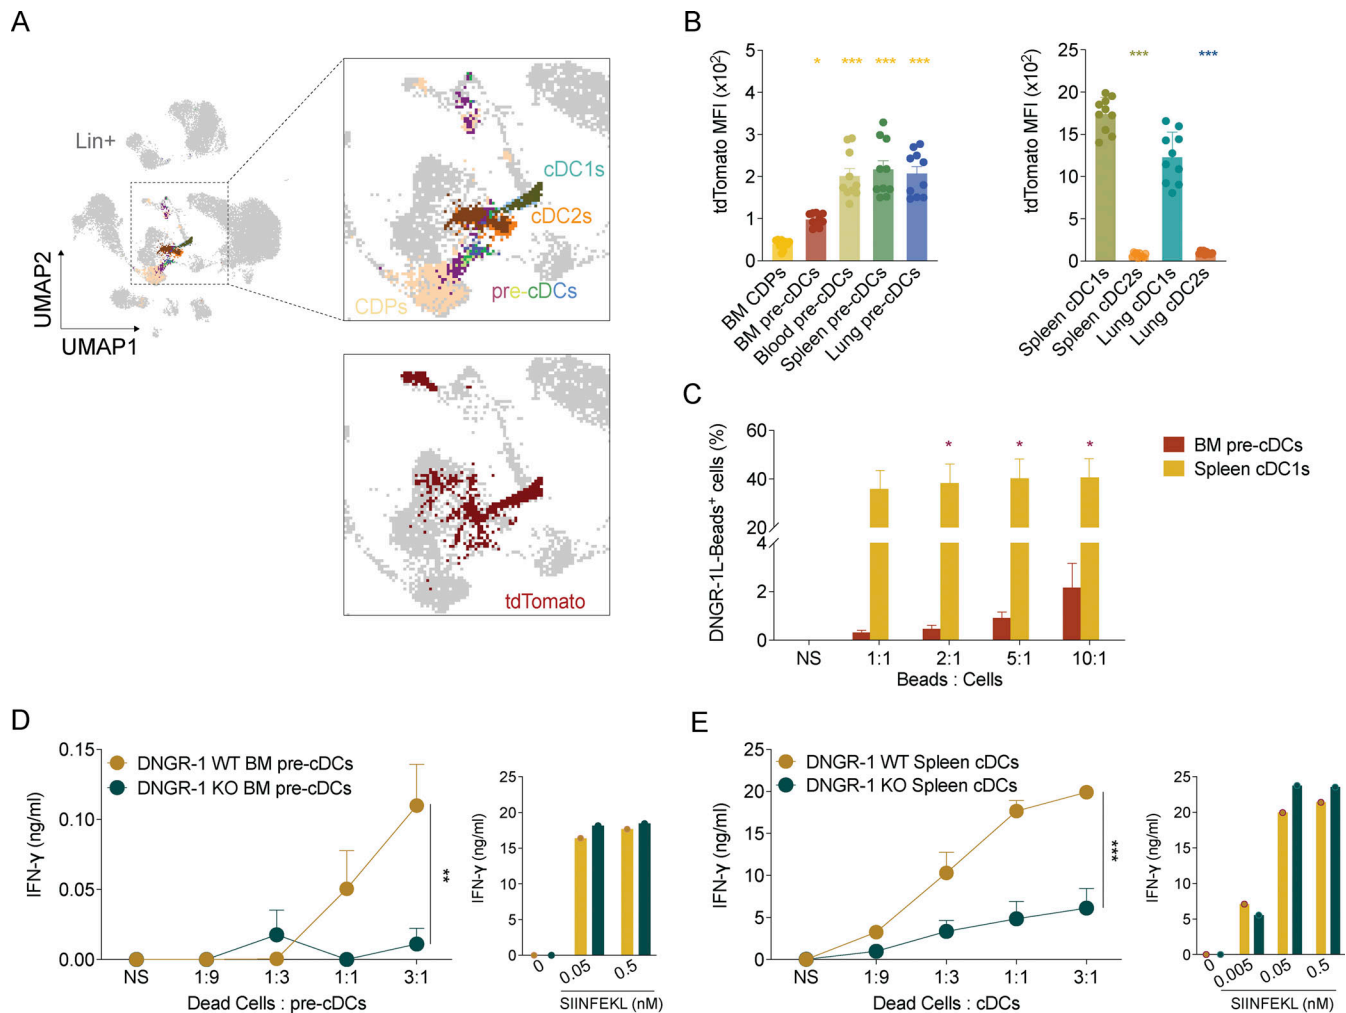 A
Lin+
UMAP2
UMAP1
cDC1s
cDC2s
pre-cDCs
CDPs
tdTomato
B
tdTomato MFI (x10²)
5
4
3
2
1
0
* *** *** ***
BM CDPs
BM pre-cDCs
Blood pre-cDCs
Spleen pre-cDCs
Lung pre-cDCs
tdTomato MFI (x10²)
25
20
15
10
5
0
*** ***
Spleen cDC1s
Spleen cDC2s
Lung cDC1s
Lung cDC2s
C
DNGR-1L-Beads⁺ cells (%)
60
40
20
4
2
0
* * *
NS 1:1 2:1 5:1 10:1
Beads : Cells
BM pre-cDCs
Spleen cDC1s
D
IFN-γ (ng/ml)
0.15
0.10
0.05
0.00
DNGR-1 WT BM pre-cDCs
DNGR-1 KO BM pre-cDCs
**
NS 1:9 1:3 1:1 3:1
Dead Cells : pre-cDCs
IFN-γ (ng/ml)
25
20
15
10
5
0
0 0.05 0.5
SIINFEKL (nM)
E
IFN-γ (ng/ml)
25
20
15
10
5
0
DNGR-1 WT Spleen cDCs
DNGR-1 KO Spleen cDCs
***
NS 1:9 1:3 1:1 3:1
Dead Cells : cDCs
IFN-γ (ng/ml)
25
20
15
10
5
0
0 0.005 0.05 0.5
SIINFEKL (nM)